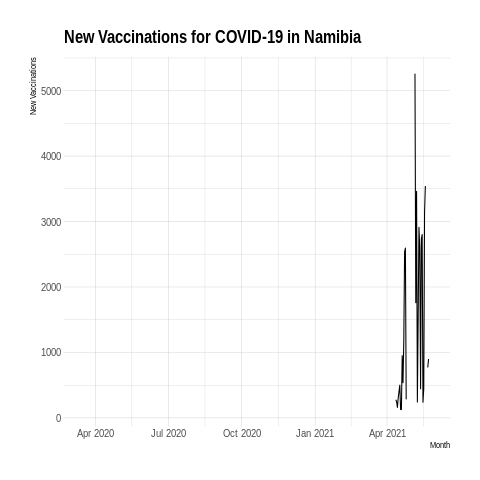 New Vaccinations for COVID-19 in Namibia
New Vaccinations
5000
4000
3000
2000
1000
0
Apr 2020 Jul 2020 Oct 2020 Jan 2021 Apr 2021
Month